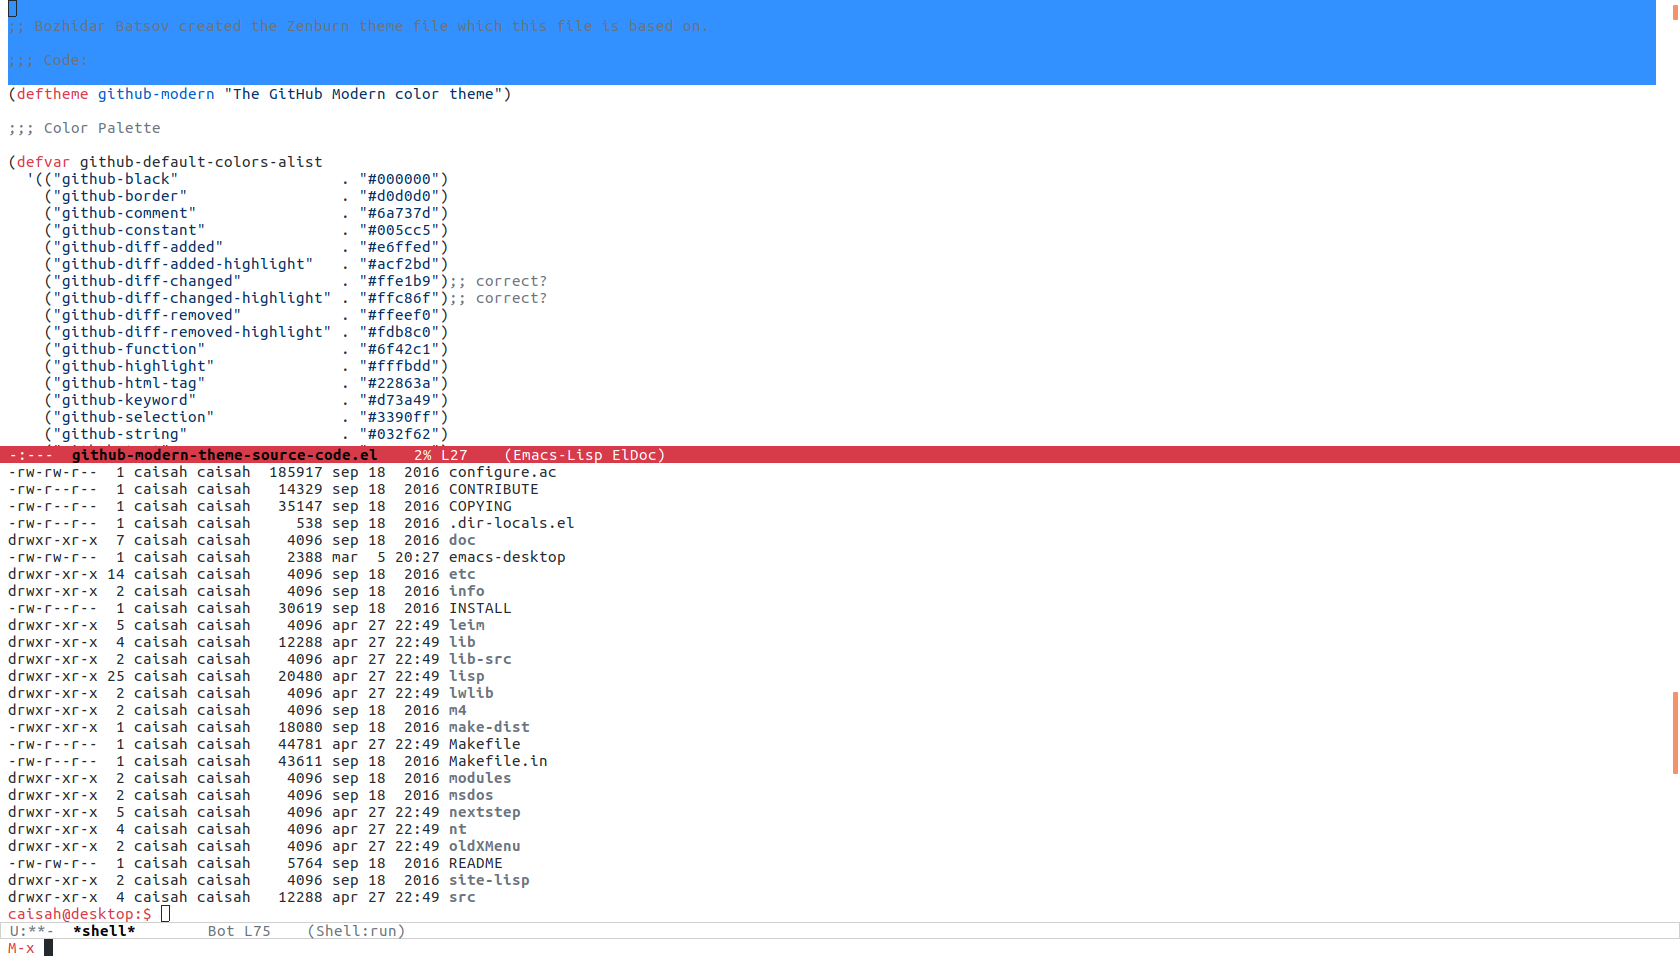 ;; Bozhidar Batsov created the Zenburn theme file which this file is based on.
;;; Code:
(deftheme github-modern "The GitHub Modern color theme")
;;; Color Palette
(defvar github-default-colors-alist
  '(("github-black"                  . "#000000")
    ("github-border"                 . "#d0d0d0")
    ("github-comment"                . "#6a737d")
    ("github-constant"               . "#005cc5")
    ("github-diff-added"             . "#e6ffed")
    ("github-diff-added-highlight"   . "#acf2bd")
    ("github-diff-changed"           . "#ffe1b9");; correct?
    ("github-diff-changed-highlight" . "#ffc86f");; correct?
    ("github-diff-removed"           . "#ffeef0")
    ("github-diff-removed-highlight" . "#fdb8c0")
    ("github-function"               . "#6f42c1")
    ("github-highlight"              . "#fffbdd")
    ("github-html-tag"               . "#22863a")
    ("github-keyword"                . "#d73a49")
    ("github-selection"              . "#3390ff")
    ("github-string"                 . "#032f62")
-:---  github-modern-theme-source-code.el    2% L27    (Emacs-Lisp ElDoc)
-rw-rw-r--  1 caisah caisah  185917 sep 18  2016 configure.ac
-rw-r--r--  1 caisah caisah   14329 sep 18  2016 CONTRIBUTE
-rw-r--r--  1 caisah caisah   35147 sep 18  2016 COPYING
-rw-r--r--  1 caisah caisah     538 sep 18  2016 .dir-locals.el
drwxr-xr-x  7 caisah caisah    4096 sep 18  2016 doc
-rw-rw-r--  1 caisah caisah    2388 mar  5 20:27 emacs-desktop
drwxr-xr-x 14 caisah caisah    4096 sep 18  2016 etc
drwxr-xr-x  2 caisah caisah    4096 sep 18  2016 info
-rw-r--r--  1 caisah caisah   30619 sep 18  2016 INSTALL
drwxr-xr-x  5 caisah caisah    4096 apr 27 22:49 leim
drwxr-xr-x  4 caisah caisah   12288 apr 27 22:49 lib
drwxr-xr-x  2 caisah caisah    4096 apr 27 22:49 lib-src
drwxr-xr-x 25 caisah caisah   20480 apr 27 22:49 lisp
drwxr-xr-x  2 caisah caisah    4096 apr 27 22:49 lwlib
drwxr-xr-x  2 caisah caisah    4096 sep 18  2016 m4
-rwxr-xr-x  1 caisah caisah   18080 sep 18  2016 make-dist
-rw-r--r--  1 caisah caisah   44781 apr 27 22:49 Makefile
-rw-r--r--  1 caisah caisah   43611 sep 18  2016 Makefile.in
drwxr-xr-x  2 caisah caisah    4096 sep 18  2016 modules
drwxr-xr-x  2 caisah caisah    4096 sep 18  2016 msdos
drwxr-xr-x  5 caisah caisah    4096 apr 27 22:49 nextstep
drwxr-xr-x  4 caisah caisah    4096 apr 27 22:49 nt
drwxr-xr-x  2 caisah caisah    4096 apr 27 22:49 oldXMenu
-rw-rw-r--  1 caisah caisah    5764 sep 18  2016 README
drwxr-xr-x  2 caisah caisah    4096 sep 18  2016 site-lisp
drwxr-xr-x  4 caisah caisah   12288 apr 27 22:49 src
caisah@desktop:$
U:**-  *shell*        Bot L75    (Shell:run)
M-x